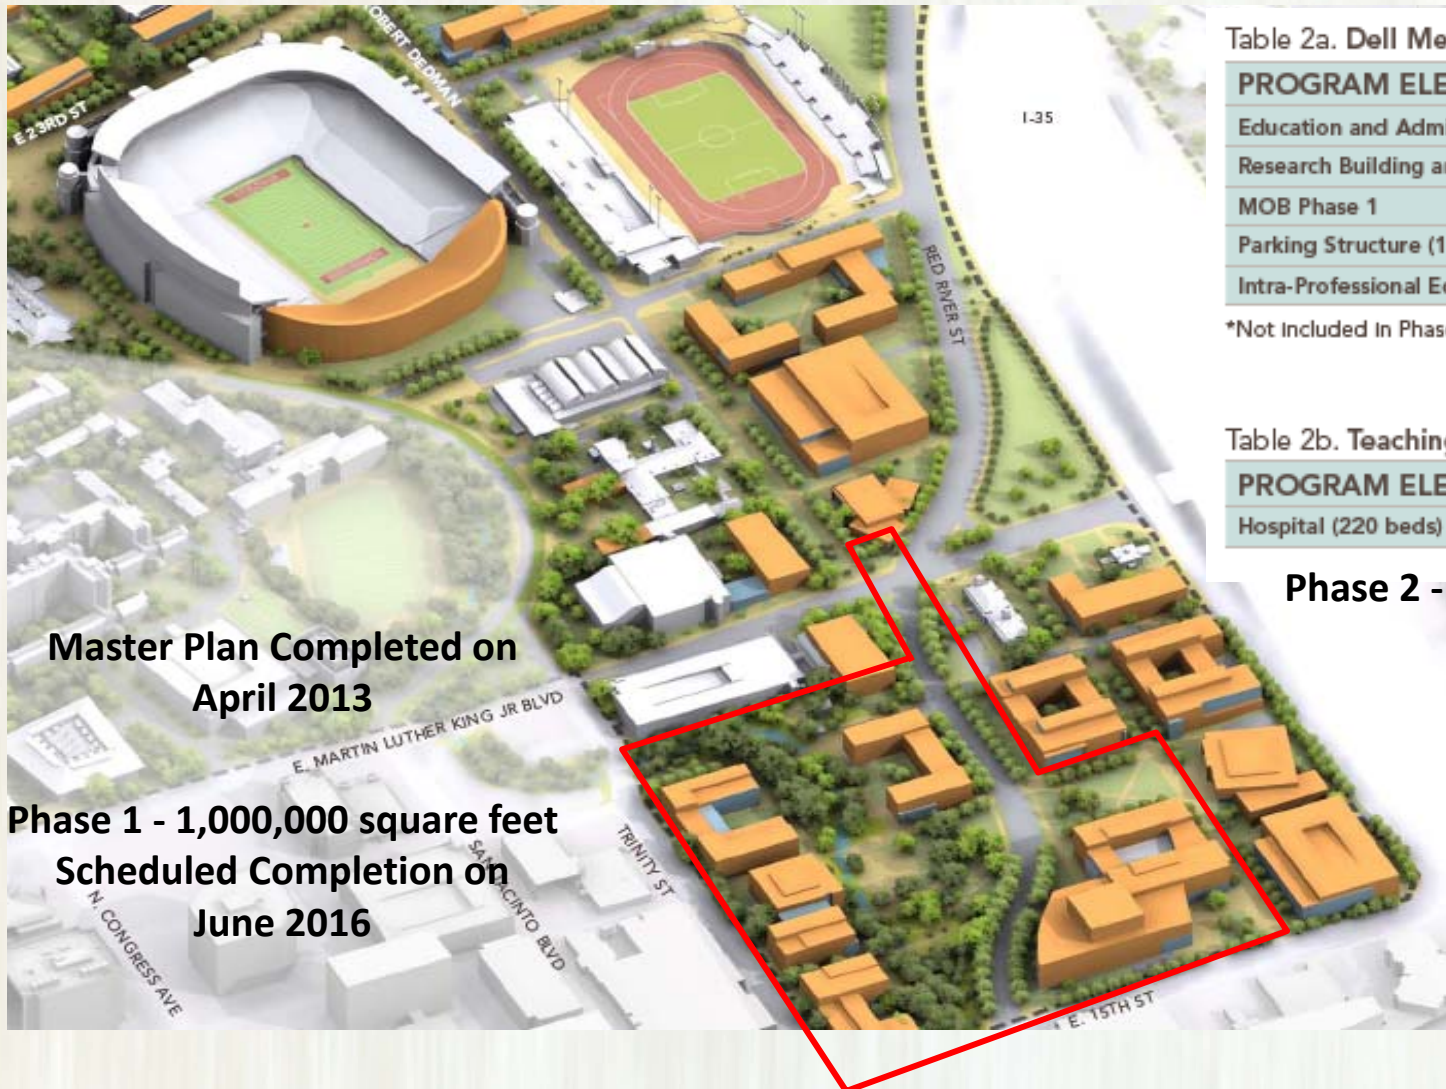 ROBERT DEDMAN
E 23RD ST
I-35
RED RIVER ST
Table 2a. Dell Me
PROGRAM ELE
Education and Adm
Research Building a
MOB Phase 1
Parking Structure (1
Intra-Professional E
*Not Included In Phas
Table 2b. Teaching
PROGRAM ELE
Hospital (220 beds)
Phase 2 -
Master Plan Completed on
April 2013
E. MARTIN LUTHER KING JR BLVD
Phase 1 - 1,000,000 square feet
Scheduled Completion on
June 2016
TRINITY ST
SAN JACINTO BLVD
N. CONGRESS AVE
E. 15TH ST